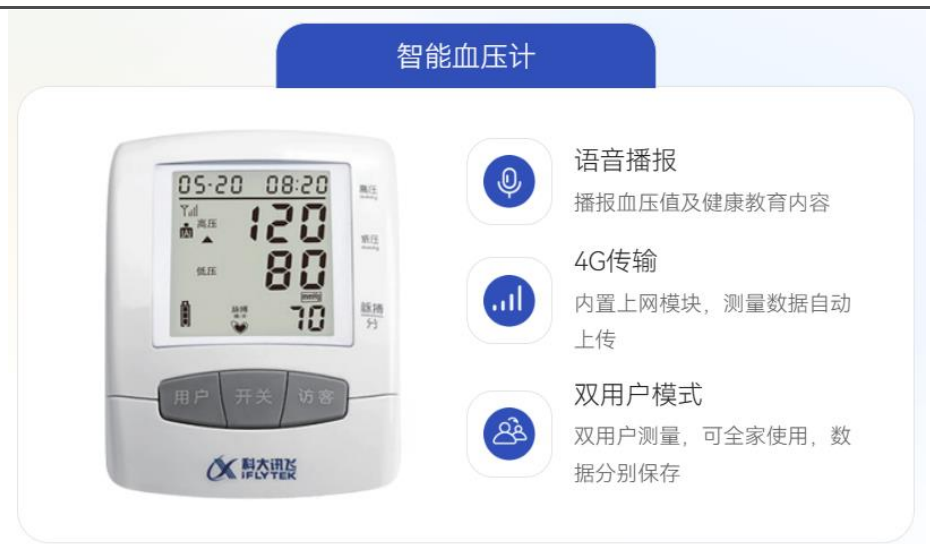 智能血压计
05-20 08:20
高压
120
高压
低压
80
低压
脉搏
70
脉搏
分
用户 开关 访客
科大讯飞
iFLYTEK
语音播报
播报血压值及健康教育内容
4G传输
内置上网模块，测量数据自动
上传
双用户模式
双用户测量，可全家使用，数
据分别保存